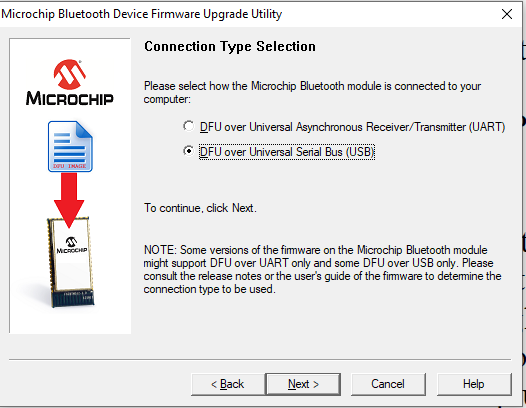 Microchip Bluetooth Device Firmware Upgrade Utility
Connection Type Selection
Please select how the Microchip Bluetooth module is connected to your
computer:
DFU over Universal Asynchronous Receiver/Transmitter (UART)
DFU over Universal Serial Bus (USB)
To continue, click Next.
NOTE: Some versions of the firmware on the Microchip Bluetooth module
might support DFU over UART only and some DFU over USB only. Please
consult the release notes or the user's guide of the firmware to determine the
connection type to be used.
MICROCHIP
DFU IMAGE
MICROCHIP
< Back
Next >
Cancel
Help